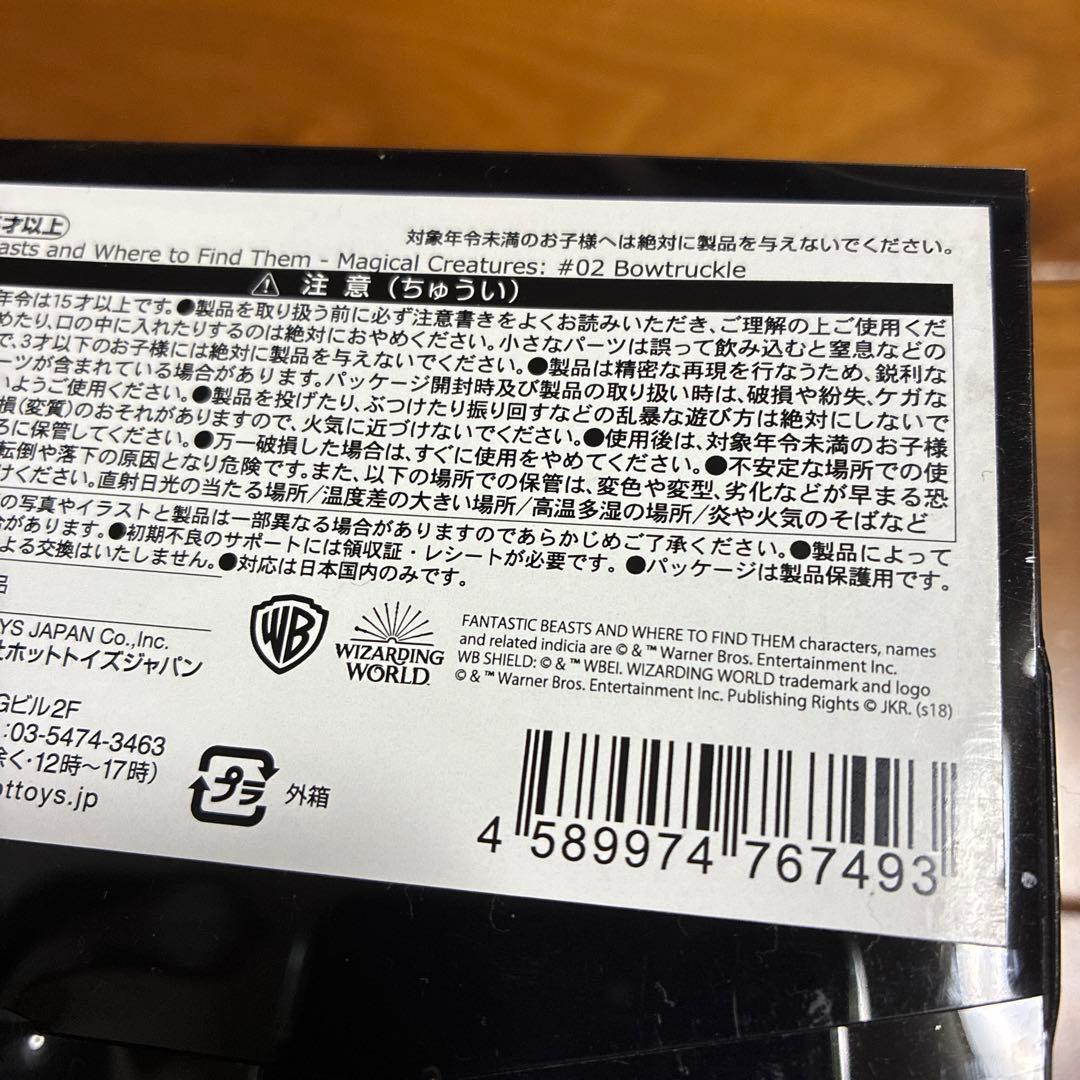 才以上
対象年令未満のお子様へは絶対に製品を与えないでください。
asts and Where to Find Them - Magical Creatures: #02 Bowtruckle
注 意 (ちゅうい)
年令は15才以上です。●製品を取り扱う前に必ず注意書きをよくお読みいただき、ご理解の上ご使用くだ
めたり、口の中に入れたりするのは絶対におやめください。小さなパーツは誤って飲み込むと窒息などの
で、3才以下のお子様には絶対に製品を与えないでください。●製品は精密な再現を行なうため、鋭利な
ーツが含まれている場合があります。パッケージ開封時及び製品の取り扱い時は、破損や紛失、ケガな
いようご使用ください。●製品を投げたり、ぶつけたり振り回すなどの乱暴な遊び方は絶対にしないで
損(変質)のおそれがありますので、火気に近づけないでください。●使用後は、対象年令未満のお子様
ろに保管してください。●万一破損した場合は、すぐに使用をやめてください。●不安定な場所での使
転倒や落下の原因となり危険です。また、以下の場所での保管は、変色や変型、劣化などが早まる恐
けください。直射日光の当たる場所/温度差の大きい場所/高温多湿の場所/炎や火気のそばなど
の写真やイラストと製品は一部異なる場合がありますのであらかじめご了承ください。●製品によって
合があります。●初期不良のサポートには領収証・レシートが必要です。●パッケージは製品保護用です。
よる交換はいたしません。●対応は日本国内のみです。
品
YS JAPAN Co.,Inc.
社ホットトイズジャパン
Gビル2F
:03-5474-3463
除く・12時〜17時)
ottoys.jp
WB
WIZARDING
WORLD
FANTASTIC BEASTS AND WHERE TO FIND THEM characters, names
and related indicia are © & ™ Warner Bros. Entertainment Inc.
WB SHIELD: © & ™ WBEI. WIZARDING WORLD trademark and logo
© & ™ Warner Bros. Entertainment Inc. Publishing Rights © JKR. (s18)
プラ
外箱
4 589974 767493